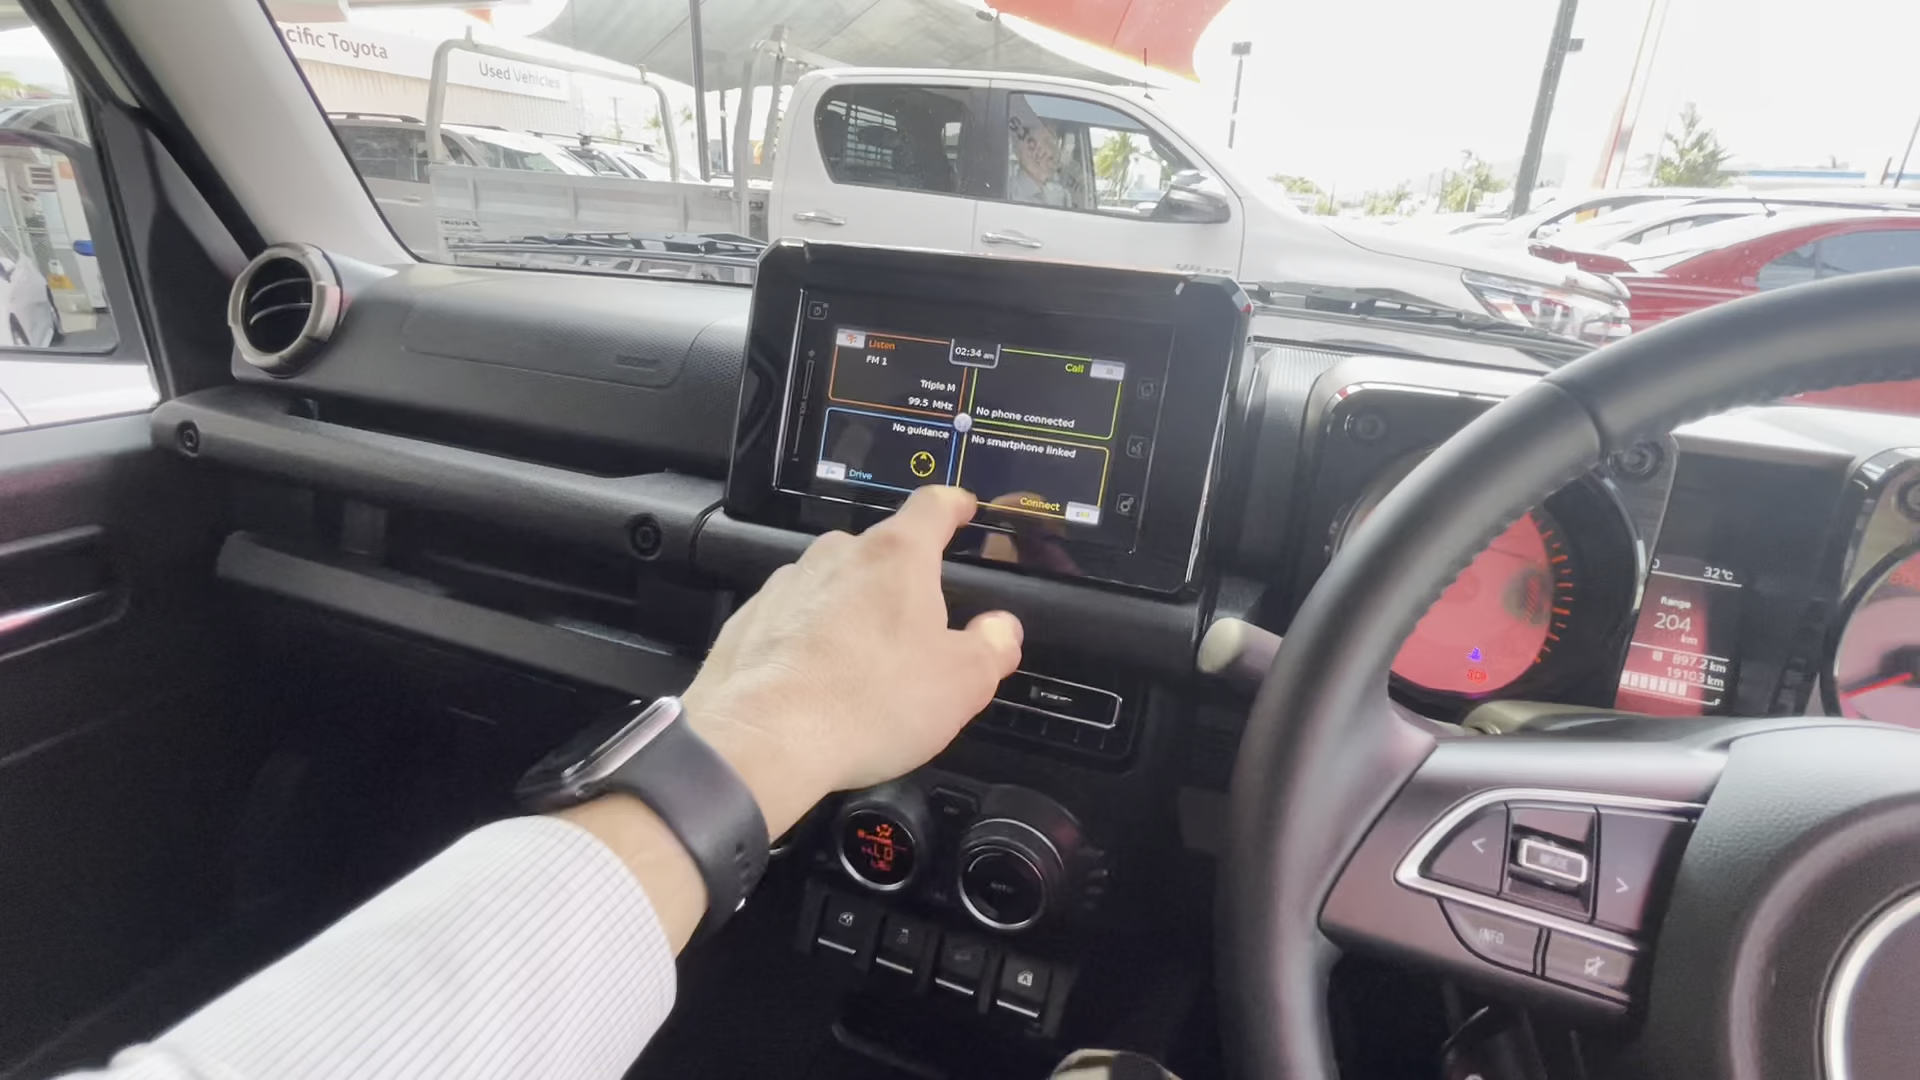 cific Toyota
Used Vehicles
Listen
02:34 am
FM 1
Triple M
99.5 MHz
Call
No phone connected
No guidance
Drive
No smartphone linked
Connect
32°C
Range
204
km
897.2 km
19103 km
F
LO
MODE
INFO